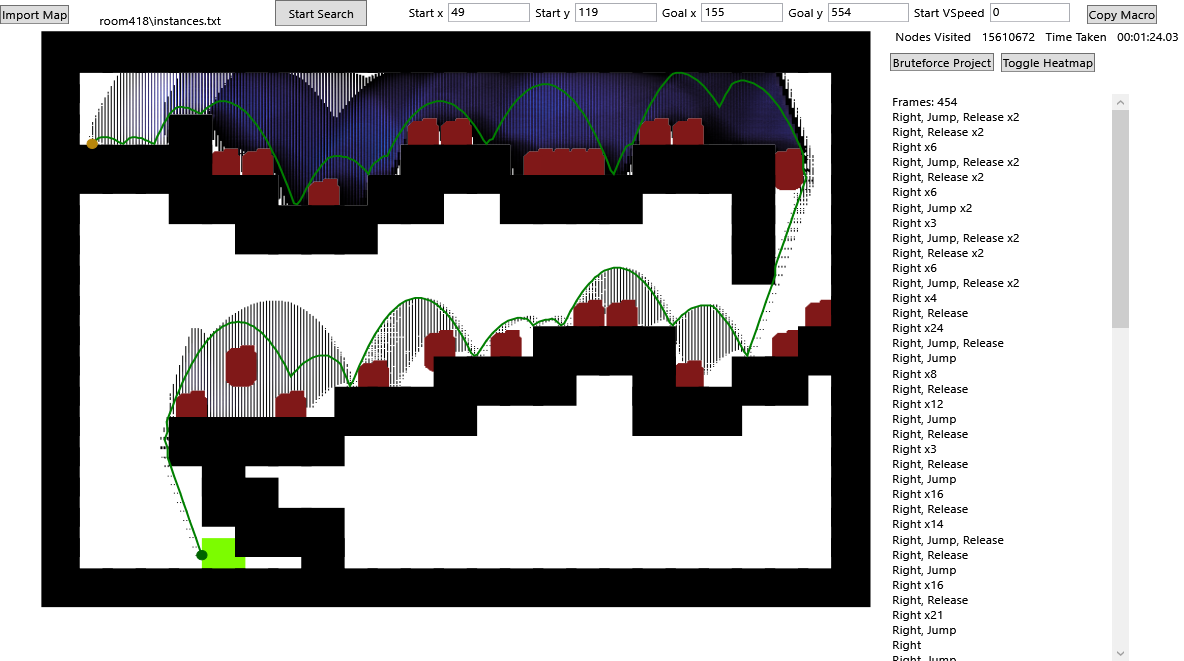 Import Map
room418\instances.txt
Start Search
Start x 49 Start y 119 Goal x 155 Goal y 554 Start VSpeed 0
Copy Macro
Nodes Visited 15610672 Time Taken 00:01:24.03
Bruteforce Project Toggle Heatmap
Frames: 454
Right, Jump, Release x2
Right, Release x2
Right x6
Right, Jump, Release x2
Right, Release x2
Right x6
Right, Jump x2
Right x3
Right, Jump, Release x2
Right, Release x2
Right x6
Right, Jump, Release x2
Right x4
Right, Release
Right x24
Right, Jump, Release
Right, Jump
Right x8
Right, Release
Right x12
Right, Jump
Right, Release
Right x3
Right, Release
Right, Jump
Right x16
Right, Release
Right x14
Right, Jump, Release
Right, Release
Right, Jump
Right x16
Right, Release
Right x21
Right, Jump
Right
Right, Jump